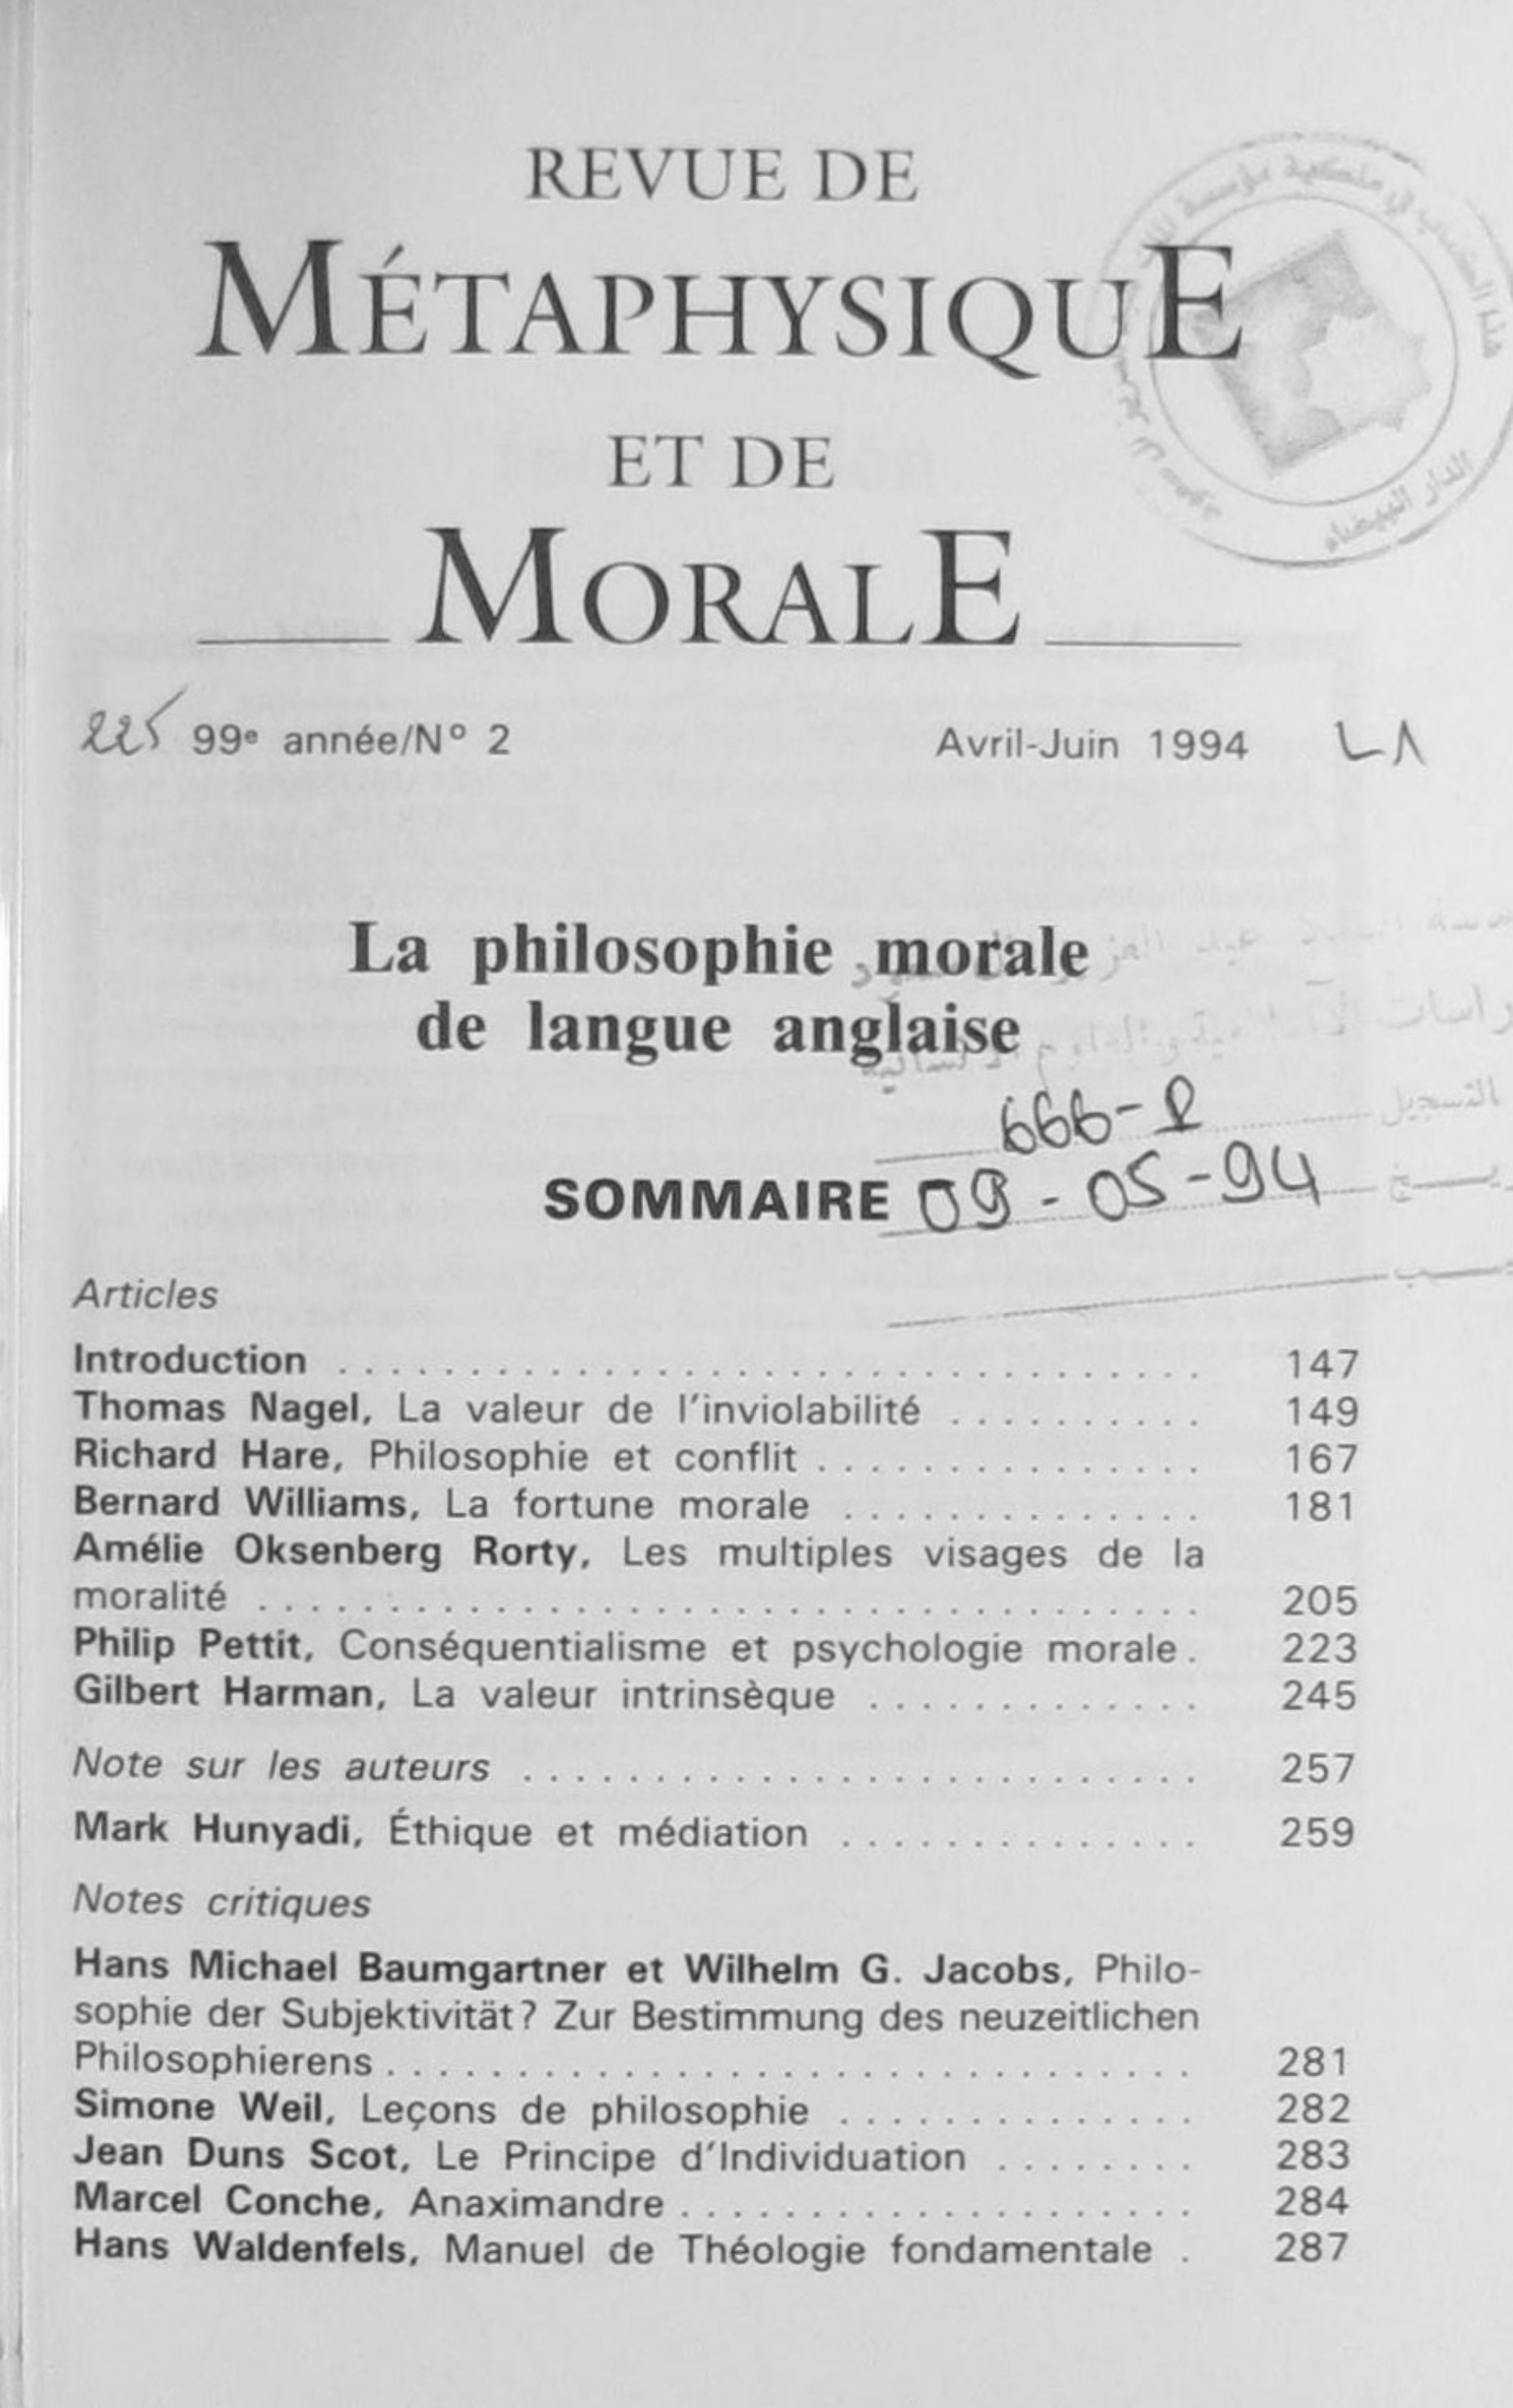 REVUE DE
MÉTAPHYSIQUE
ET DE
MORALE
الدار البيضاء
225 99e année/N° 2 Avril-Juin 1994 L1
La philosophie morale
de langue anglaise
التسجيل
666-
SOMMAIRE 09-05-94
Articles
Introduction . . . . . . . . . . . . . . . . . . . . . . . . . . . . . . . . . 147
Thomas Nagel, La valeur de l'inviolabilité . . . . . . . . . . 149
Richard Hare, Philosophie et conflit . . . . . . . . . . . . . . . 167
Bernard Williams, La fortune morale . . . . . . . . . . . . . . 181
Amélie Oksenberg Rorty, Les multiples visages de la
moralité . . . . . . . . . . . . . . . . . . . . . . . . . . . . . . . . . . . . 205
Philip Pettit, Conséquentialisme et psychologie morale . 223
Gilbert Harman, La valeur intrinsèque . . . . . . . . . . . . . 245
Note sur les auteurs . . . . . . . . . . . . . . . . . . . . . . . . . . 257
Mark Hunyadi, Éthique et médiation . . . . . . . . . . . . . . 259
Notes critiques
Hans Michael Baumgartner et Wilhelm G. Jacobs, Philo-
sophie der Subjektivität? Zur Bestimmung des neuzeitlichen
Philosophierens . . . . . . . . . . . . . . . . . . . . . . . . . . . . . . . 281
Simone Weil, Leçons de philosophie . . . . . . . . . . . . . . 282
Jean Duns Scot, Le Principe d'Individuation . . . . . . . . 283
Marcel Conche, Anaximandre . . . . . . . . . . . . . . . . . . . . 284
Hans Waldenfels, Manuel de Théologie fondamentale . 287